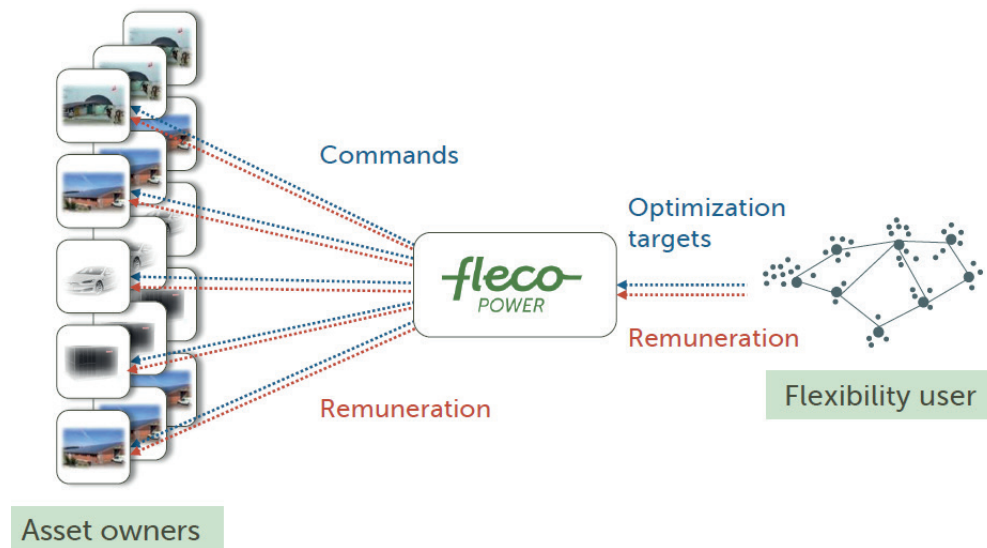 Commands
Optimization
targets
fleco
POWER
Remuneration
Flexibility user
Remuneration
Asset owners